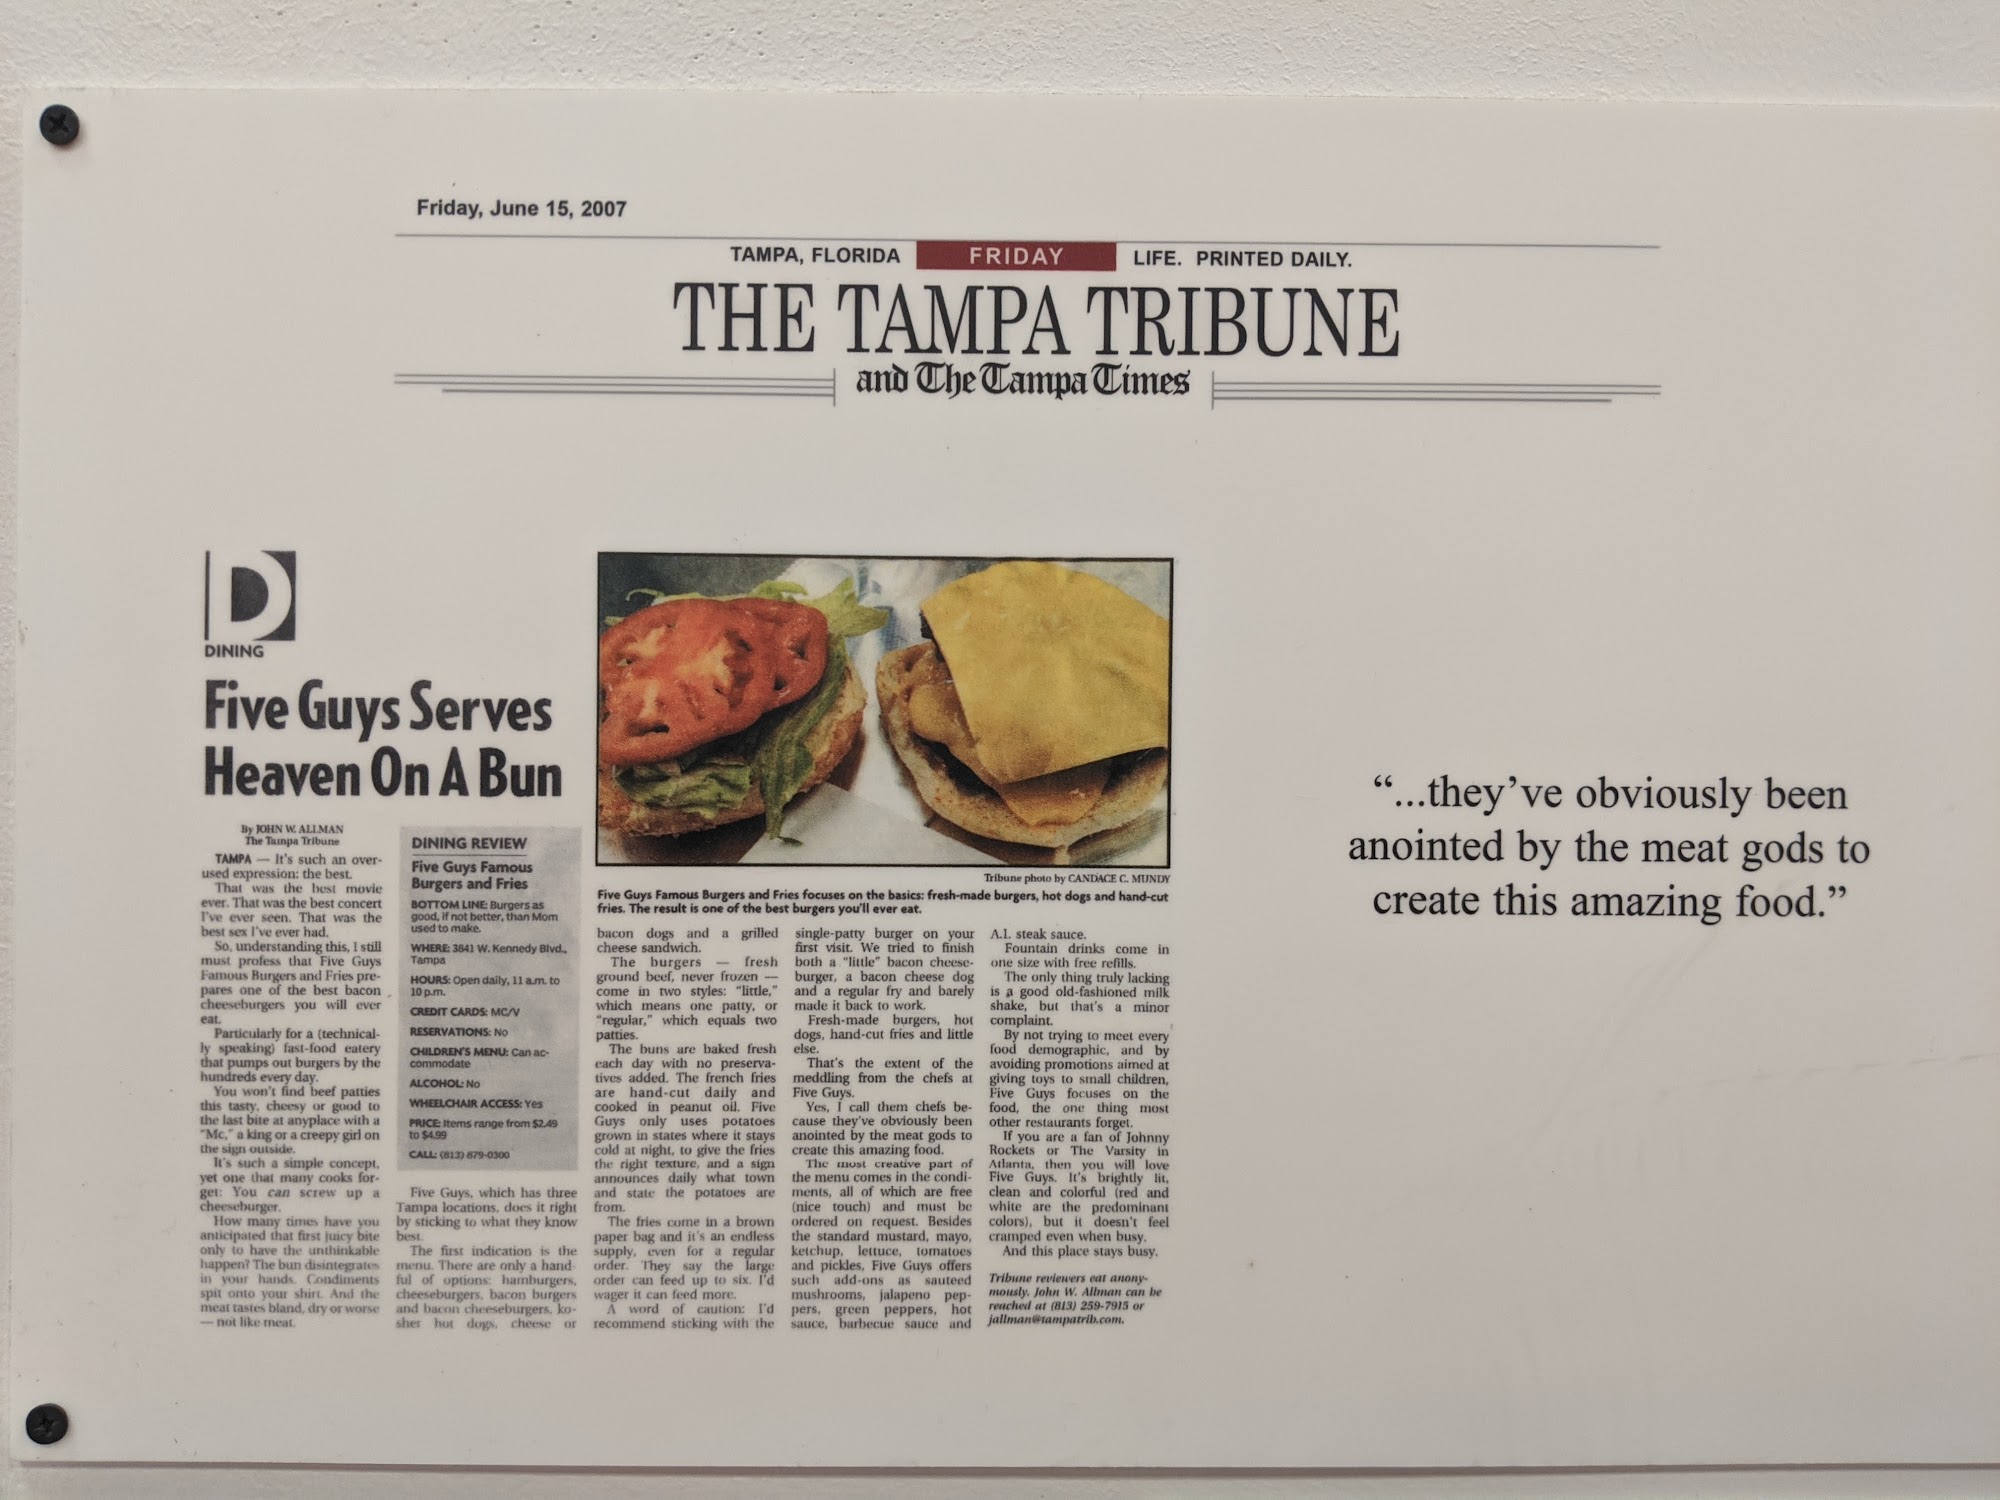 Friday, June 15, 2007
TAMPA, FLORIDA FRIDAY LIFE. PRINTED DAILY.
THE TAMPA TRIBUNE
and The Tampa Times
D
DINING
Five Guys Serves
Heaven On A Bun
By JOHN W. ALLMAN
The Tampa Tribune
TAMPA — It's such an over-
used expression: the best.
That was the best movie
ever. That was the best concert
I've ever seen. That was the
best sex I've ever had.
So, understanding this, I still
must profess that Five Guys
Famous Burgers and Fries pre-
pares one of the best bacon
cheeseburgers you will ever
eat.
Particularly for a (technical-
ly speaking) fast-food eatery
that pumps out burgers by the
hundreds every day.
You won't find beef patties
this tasty, cheesy or good to
the last bite at anyplace with a
"Mc," a king or a creepy girl on
the sign outside.
It's such a simple concept,
yet one that many cooks for-
get: You can screw up a
cheeseburger.
How many times have you
anticipated that first juicy bite
only to have the unthinkable
happen? The bun disintegrates
in your hands. Condiments
spit onto your shirt. And the
meat tastes bland, dry or worse
— not like meat.
DINING REVIEW
Five Guys Famous
Burgers and Fries
BOTTOM LINE: Burgers as
good, if not better, than Mom
used to make.
WHERE: 3841 W. Kennedy Blvd.,
Tampa
HOURS: Open daily, 11 a.m. to
10 p.m.
CREDIT CARDS: MC/V
RESERVATIONS: No
CHILDREN'S MENU: Can ac-
commodate
ALCOHOL: No
WHEELCHAIR ACCESS: Yes
PRICE: Items range from $2.49
to $4.99
CALL: (813) 879-0300
Five Guys, which has three
Tampa locations, does it right
by sticking to what they know
best.
The first indication is the
menu. There are only a hand-
ful of options: hamburgers,
cheeseburgers, bacon burgers
and bacon cheeseburgers, ko-
sher hot dogs, cheese or
Tribune photo by CANDACE C. MUNDY
Five Guys Famous Burgers and Fries focuses on the basics: fresh-made burgers, hot dogs and hand-cut
fries. The result is one of the best burgers you'll ever eat.
bacon dogs and a grilled
cheese sandwich.
The burgers — fresh
ground beef, never frozen —
come in two styles: "little,"
which means one patty, or
"regular," which equals two
patties.
The buns are baked fresh
each day with no preserva-
tives added. The french fries
are hand-cut daily and
cooked in peanut oil. Five
Guys only uses potatoes
grown in states where it stays
cold at night, to give the fries
the right texture, and a sign
announces daily what town
and state the potatoes are
from.
The fries come in a brown
paper bag and it's an endless
supply, even for a regular
order. They say the large
order can feed up to six. I'd
wager it can feed more.
A word of caution: I'd
recommend sticking with the
single-patty burger on your
first visit. We tried to finish
both a "little" bacon cheese-
burger, a bacon cheese dog
and a regular fry and barely
made it back to work.
Fresh-made burgers, hot
dogs, hand-cut fries and little
else.
That's the extent of the
meddling from the chefs at
Five Guys.
Yes, I call them chefs be-
cause they've obviously been
anointed by the meat gods to
create this amazing food.
The most creative part of
the menu comes in the condi-
ments, all of which are free
(nice touch) and must be
ordered on request. Besides
the standard mustard, mayo,
ketchup, lettuce, tomatoes
and pickles, Five Guys offers
such add-ons as sauteed
mushrooms, jalapeno pep-
pers, green peppers, hot
sauce, barbecue sauce and
A.1. steak sauce.
Fountain drinks come in
one size with free refills.
The only thing truly lacking
is a good old-fashioned milk
shake, but that's a minor
complaint.
By not trying to meet every
food demographic, and by
avoiding promotions aimed at
giving toys to small children,
Five Guys focuses on the
food, the one thing most
other restaurants forget.
If you are a fan of Johnny
Rockets or The Varsity in
Atlanta, then you will love
Five Guys. It's brightly lit,
clean and colorful (red and
white are the predominant
colors), but it doesn't feel
cramped even when busy.
And this place stays busy.
Tribune reviewers eat anony-
mously. John W. Allman can be
reached at (813) 259-7915 or
jallman@tampatrib.com.
"...they've obviously been
anointed by the meat gods to
create this amazing food."